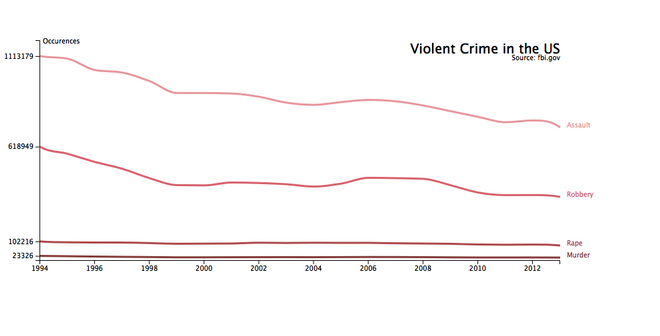 Occurences
Violent Crime in the US
Source: fbi.gov
1113179
Assault
618949
Robbery
102216
Rape
23326
Murder
1994 1996 1998 2000 2002 2004 2006 2008 2010 2012